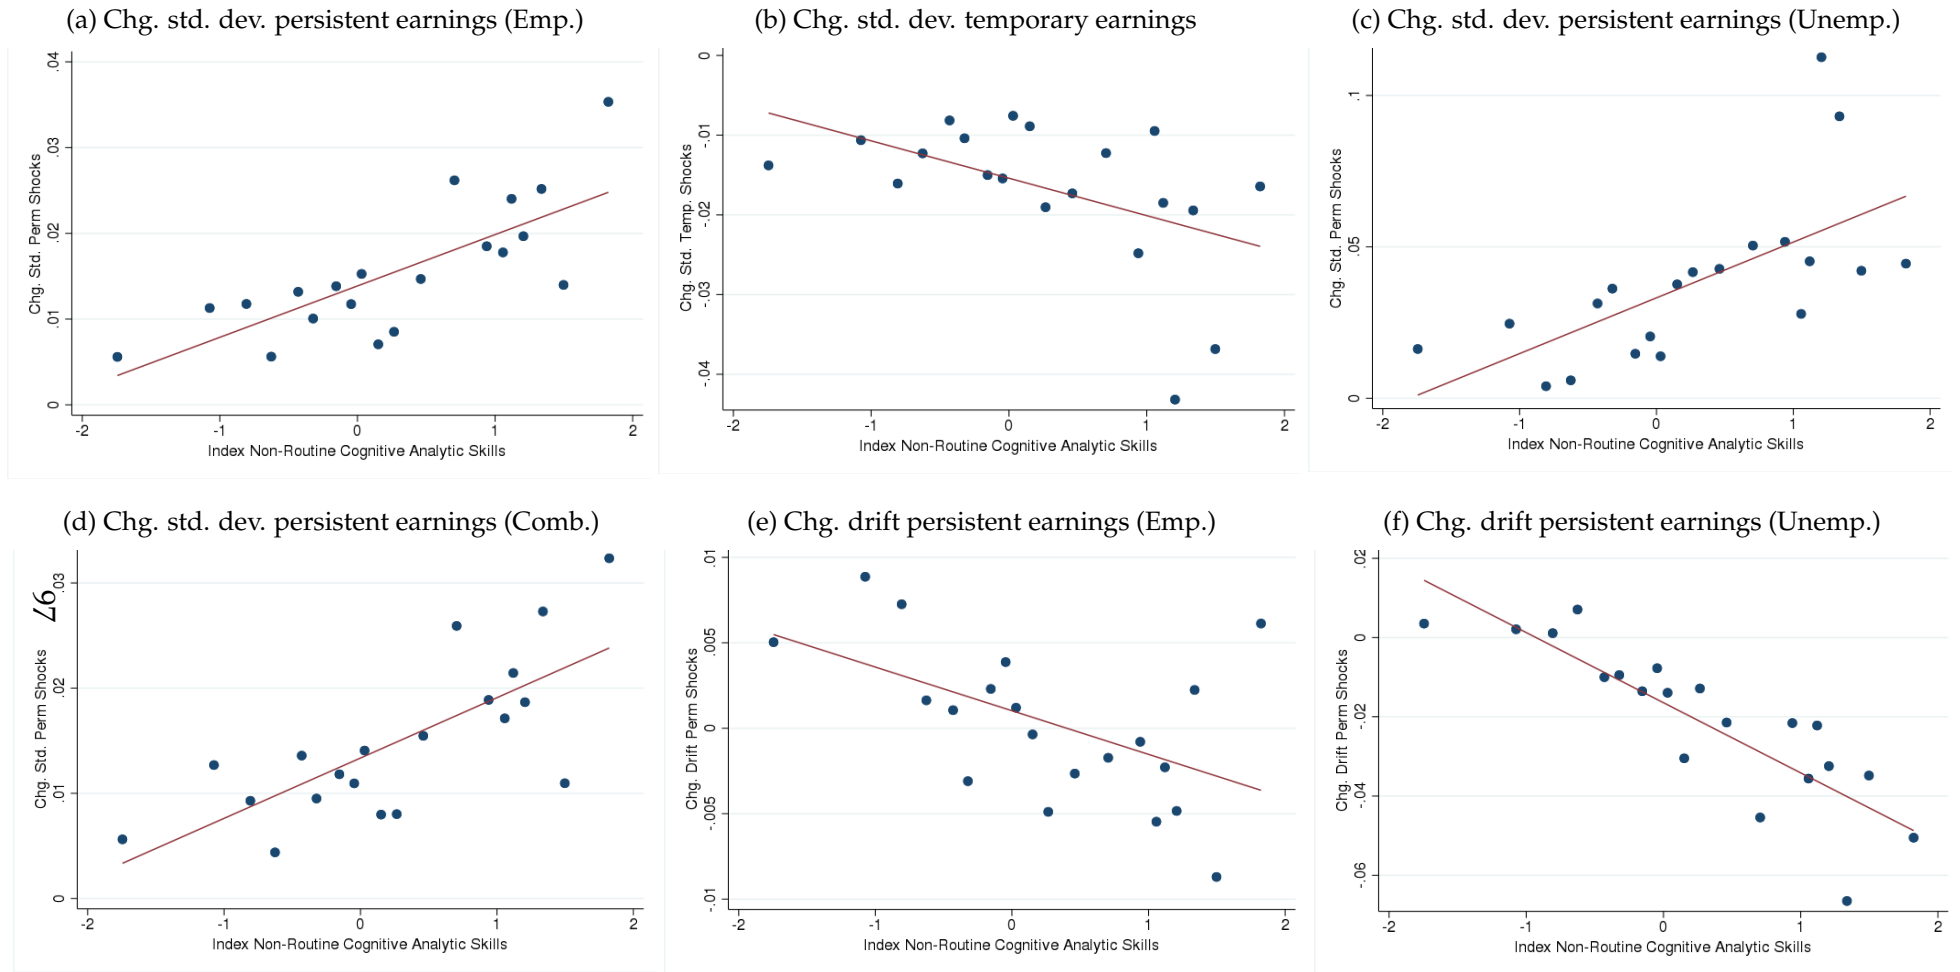 (a) Chg. std. dev. persistent earnings (Emp.)
Chg. Std. Perm Shocks
.04
.03
.02
.01
0
-2 -1 0 1 2
Index Non-Routine Cognitive Analytic Skills
(b) Chg. std. dev. temporary earnings
Chg. Std. Temp. Shocks
0
-.01
-.02
-.03
-.04
-2 -1 0 1 2
Index Non-Routine Cognitive Analytic Skills
(c) Chg. std. dev. persistent earnings (Unemp.)
Chg. Std. Perm Shocks
.1
.05
0
-2 -1 0 1 2
Index Non-Routine Cognitive Analytic Skills
(d) Chg. std. dev. persistent earnings (Comb.)
97
Chg. Std. Perm Shocks
.03
.02
.01
0
-2 -1 0 1 2
Index Non-Routine Cognitive Analytic Skills
(e) Chg. drift persistent earnings (Emp.)
Chg. Drift Perm Shocks
.01
.005
0
-.005
-.01
-2 -1 0 1 2
Index Non-Routine Cognitive Analytic Skills
(f) Chg. drift persistent earnings (Unemp.)
Chg. Drift Perm Shocks
.02
0
-.02
-.04
-.06
-2 -1 0 1 2
Index Non-Routine Cognitive Analytic Skills